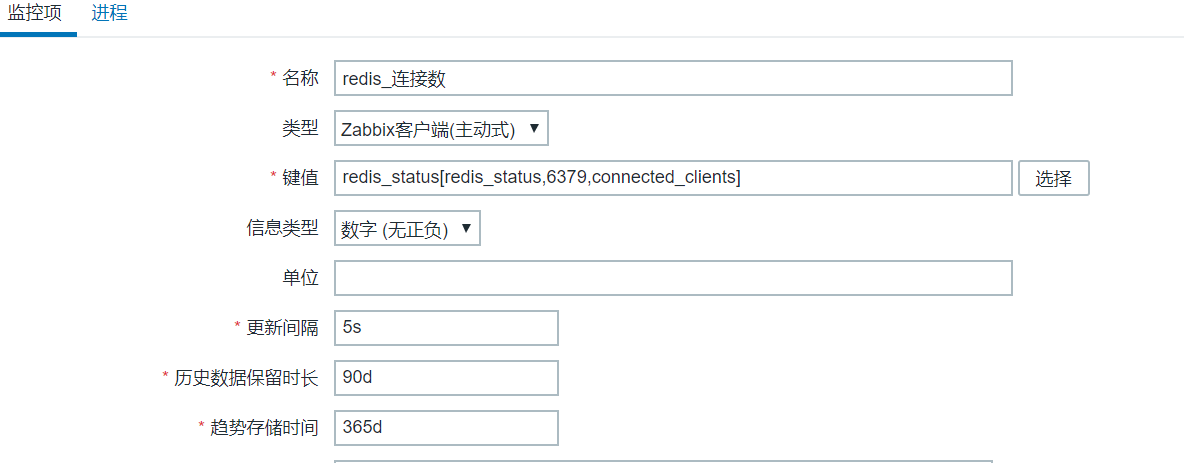 监控项 进程
* 名称 redis_连接数
类型 Zabbix客户端(主动式) ▼
* 键值 redis_status[redis_status,6379,connected_clients] 选择
信息类型 数字 (无正负) ▼
单位
* 更新间隔 5s
* 历史数据保留时长 90d
* 趋势存储时间 365d